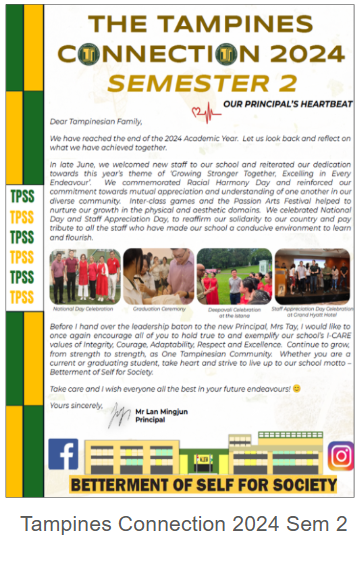 THE TAMPINES
CONNECTION 2024
SEMESTER 2
OUR PRINCIPAL'S HEARTBEAT
Dear Tampinesian Family,
We have reached the end of the 2024 Academic Year. Let us look back and reflect on
what we have achieved together.
In late June, we welcomed new staff to our school and reiterated our dedication
towards this year's theme of 'Growing Stronger Together, Excelling in Every
Endeavour'. We commemorated Racial Harmony Day and reinforced our
commitment towards mutual appreciation and understanding of one another in our
diverse community. Inter-class games and the Passion Arts Festival helped to
nurture our growth in the physical and aesthetic domains. We celebrated National
Day and Staff Appreciation Day, to reaffirm our solidarity to our country and pay
tribute to all the staff who have made our school a conducive environment to learn
and flourish.
TPSS
TPSS
TPSS
TPSS
TPSS
TPSS
National Day Celebration
Graduation Ceremony
Deepavali Celebration
at the Istana
Staff Appreciation Day Celebration
at Grand Hyatt Hotel
Before I hand over the leadership baton to the new Principal, Mrs Tay, I would like to
once again encourage all of you to hold true to and exemplify our school's I-CARE
values of Integrity, Courage, Adaptability, Respect and Excellence. Continue to grow,
from strength to strength, as One Tampinesian Community. Whether you are a
current or graduating student, take heart and strive to live up to our school motto –
Betterment of Self for Society.
Take care and I wish everyone all the best in your future endeavours! 😊
Yours sincerely,
Mr Lan Mingjun
Principal
BETTERMENT OF SELF FOR SOCIETY
Tampines Connection 2024 Sem 2